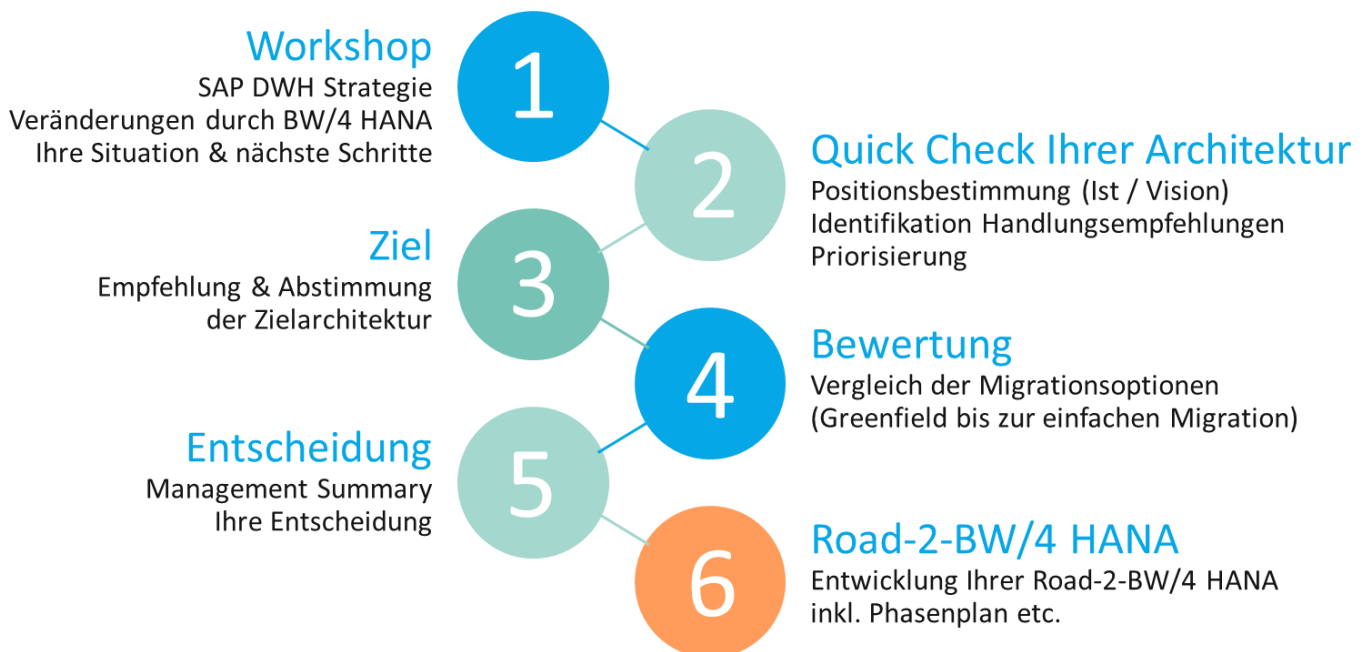 1
Workshop
SAP DWH Strategie
Veränderungen durch BW/4 HANA
Ihre Situation & nächste Schritte
2
Quick Check Ihrer Architektur
Positionsbestimmung (Ist / Vision)
Identifikation Handlungsempfehlungen
Priorisierung
3
Ziel
Empfehlung & Abstimmung
der Zielarchitektur
4
Bewertung
Vergleich der Migrationsoptionen
(Greenfield bis zur einfachen Migration)
5
Entscheidung
Management Summary
Ihre Entscheidung
6
Road-2-BW/4 HANA
Entwicklung Ihrer Road-2-BW/4 HANA
inkl. Phasenplan etc.